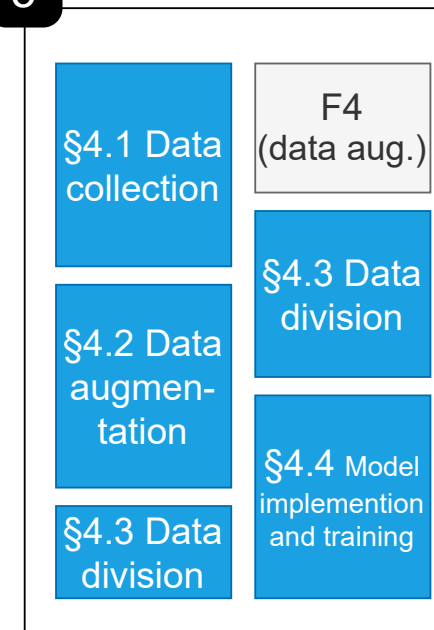 §4.1 Data
collection
§4.2 Data
augmen-
tation
§4.3 Data
division
F4
(data aug.)
§4.3 Data
division
§4.4 Model
implemention
and training